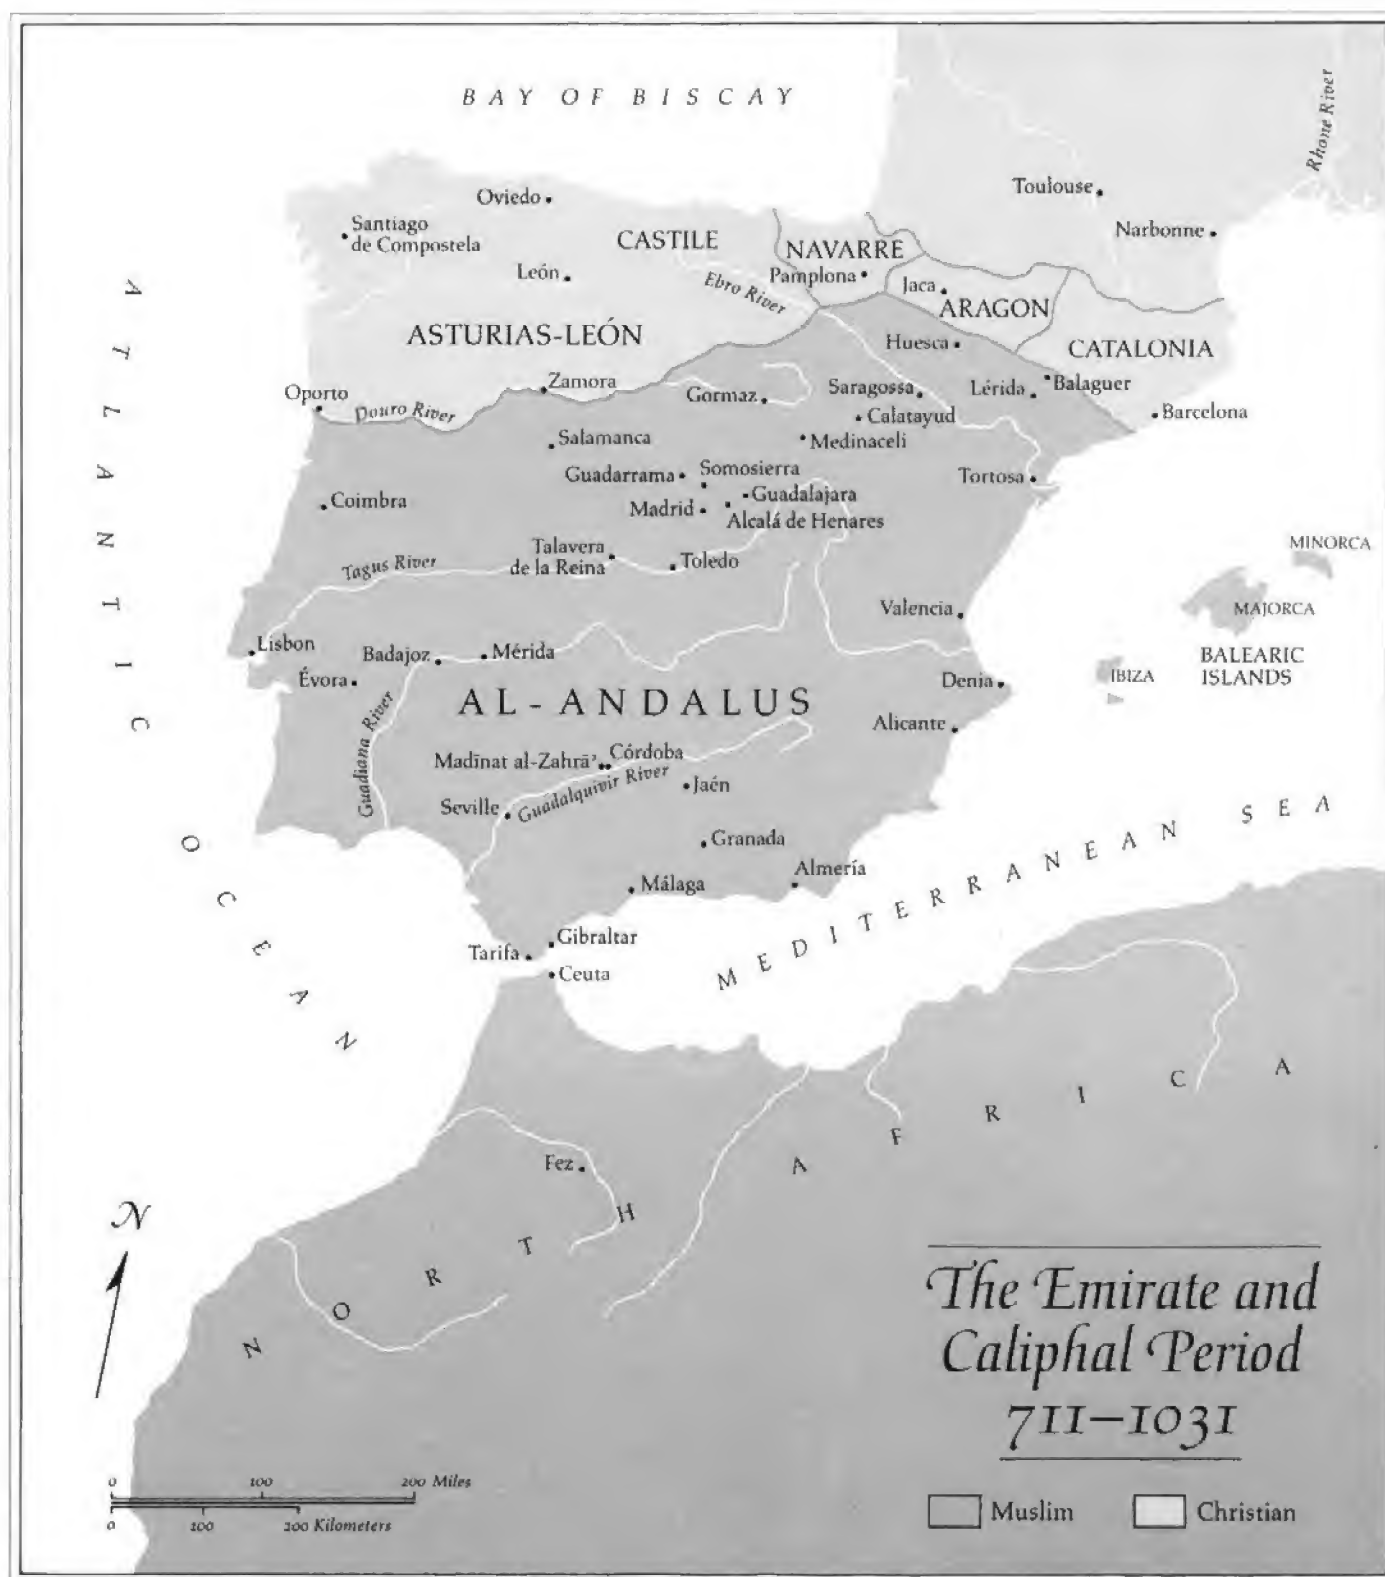 BAY OF BISCAY
Rhone River
Toulouse
Narbonne
Oviedo
Santiago
de Compostela
CASTILE
NAVARRE
Pamplona
León
Ebro River
Jaca
ARAGON
ASTURIAS-LEÓN
Huesca
CATALONIA
Zamora
Oporto
Douro River
Gormaz
Saragossa
Lérida
Balaguer
Calatayud
Barcelona
Salamanca
Medinaceli
Guadarrama
Somosierra
Tortosa
Coimbra
Madrid
Guadalajara
Alcalá de Henares
Talavera
de la Reina
Toledo
Tagus River
MINORCA
MAJORCA
Valencia
Lisbon
Badajoz
Mérida
BALEARIC
ISLANDS
IBIZA
Évora
Denia
AL-ANDALUS
Guadiana River
Alicante
Madīnat al-Zahrā’
Córdoba
Guadalquivir River
Jaén
Seville
Granada
Almería
Málaga
ATLANTIC OCEAN
MEDITERRANEAN SEA
Gibraltar
Tarifa
Ceuta
Fez
NORTH AFRICA
N
The Emirate and
Caliphal Period
711–1031
0 100 200 Miles
0 100 200 Kilometers
Muslim
Christian